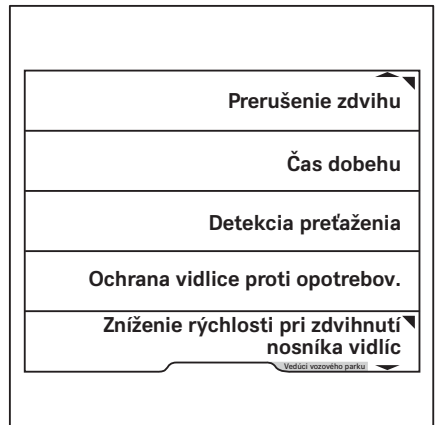 Prerušenie zdvihu
Čas dobehu
Detekcia preťaženia
Ochrana vidlice proti opotrebov.
Zníženie rýchlosti pri zdvihnutí
nosníka vidlíc
Vedúci vozového parku